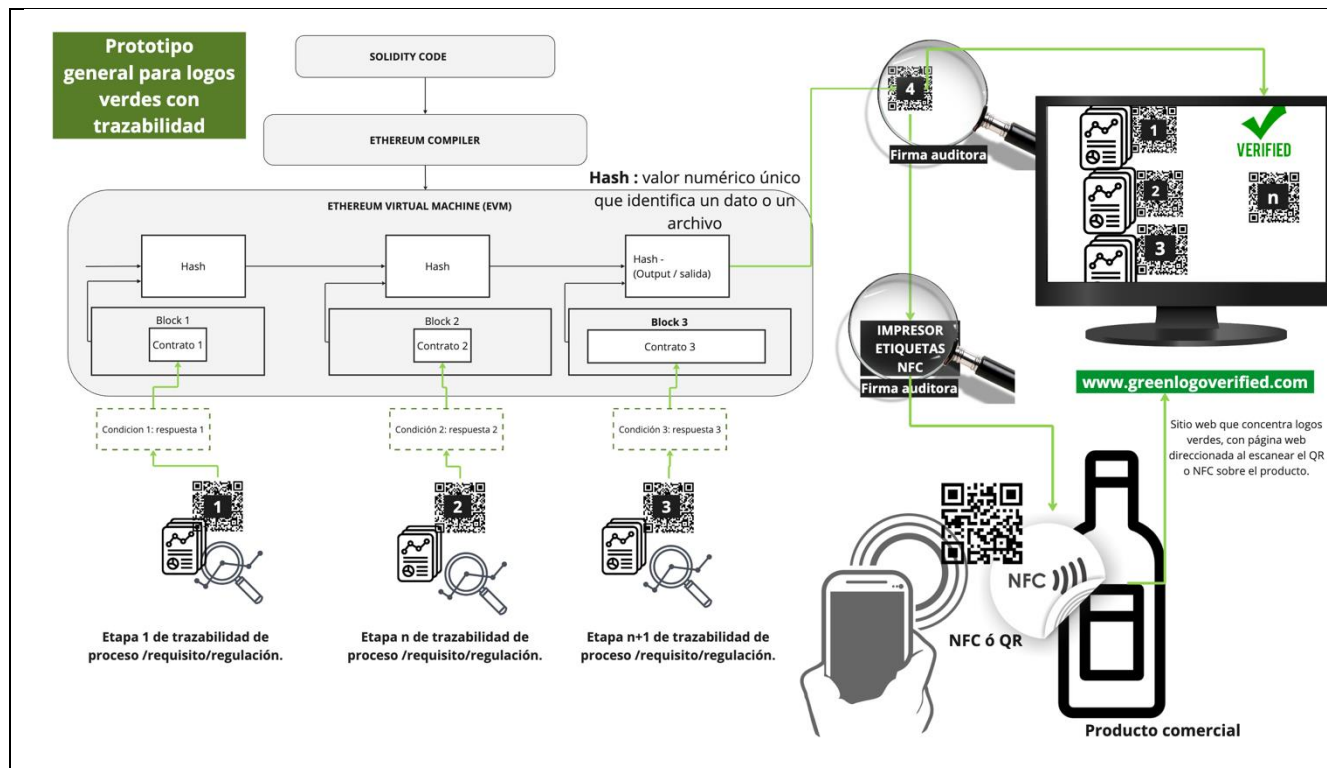 Prototipo
general para logos
verdes con
trazabilidad
SOLIDITY CODE
ETHEREUM COMPILER
ETHEREUM VIRTUAL MACHINE (EVM)
Hash : valor numérico único
que identifica un dato o un
archivo
Hash
Hash
Hash -
(Output / salida)
Block 1
Contrato 1
Block 2
Contrato 2
Block 3
Contrato 3
Condicion 1: respuesta 1
Condición 2: respuesta 2
Condición 3: respuesta 3
1
2
3
Etapa 1 de trazabilidad de
proceso /requisito/regulación.
Etapa n de trazabilidad de
proceso /requisito/regulación.
Etapa n+1 de trazabilidad de
proceso /requisito/regulación.
4
Firma auditora
IMPRESOR
ETIQUETAS
NFC
Firma auditora
1
2
3
VERIFIED
n
www.greenlogoverified.com
Sitio web que concentra logos
verdes, con página web
direccionada al escanear el QR
o NFC sobre el producto.
NFC
NFC ó QR
Producto comercial